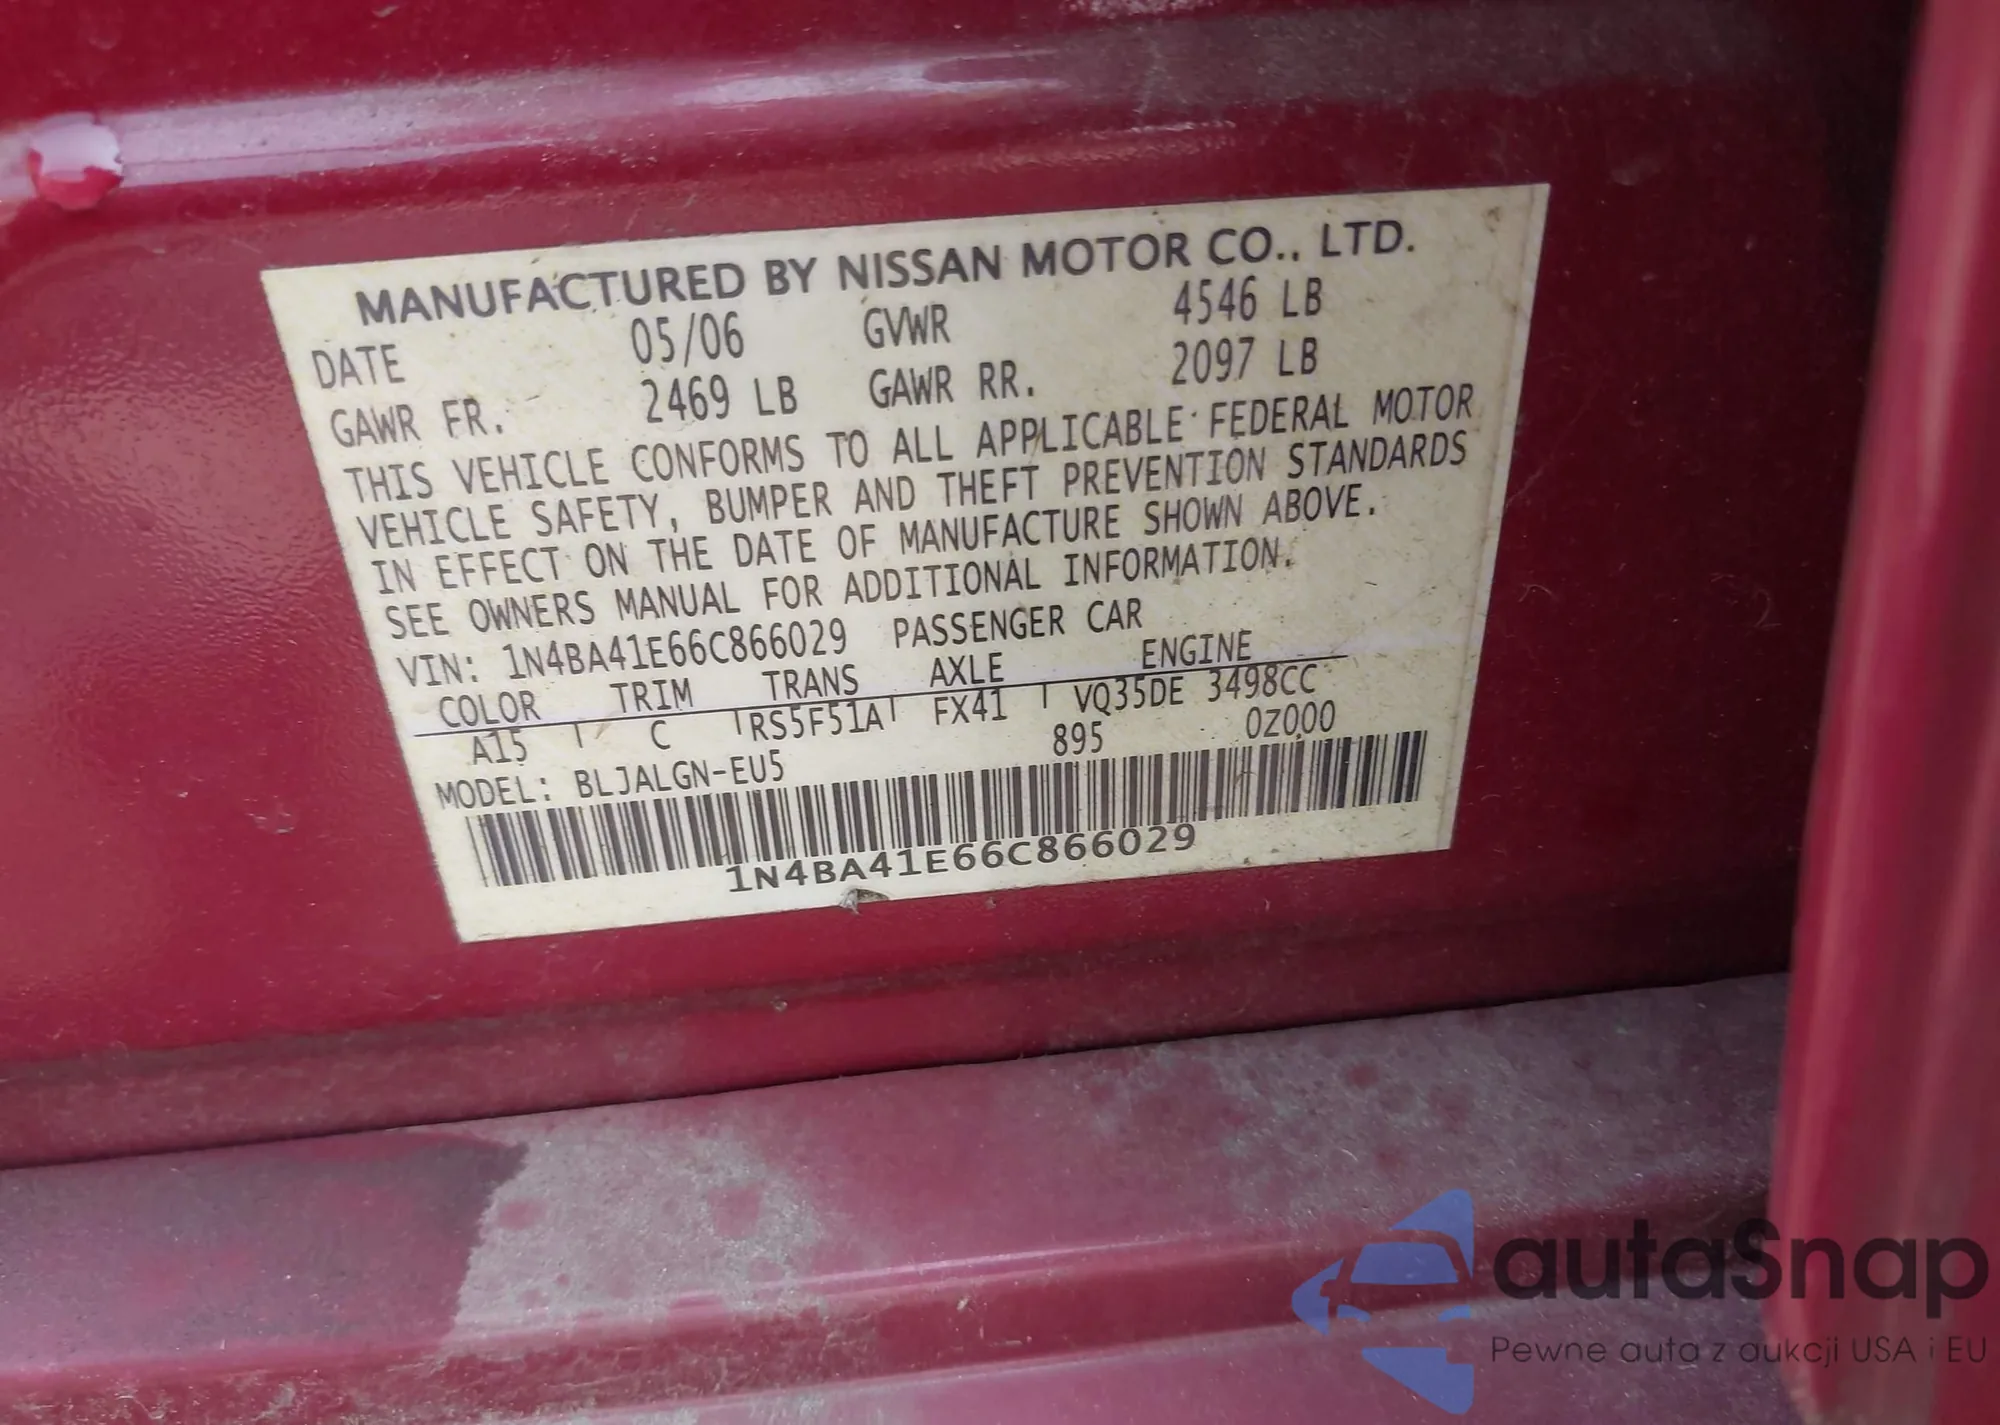 MANUFACTURED BY NISSAN MOTOR CO., LTD.
DATE 05/06 GVWR 4546 LB
GAWR FR. 2469 LB GAWR RR. 2097 LB
THIS VEHICLE CONFORMS TO ALL APPLICABLE FEDERAL MOTOR
VEHICLE SAFETY, BUMPER AND THEFT PREVENTION STANDARDS
IN EFFECT ON THE DATE OF MANUFACTURE SHOWN ABOVE.
SEE OWNERS MANUAL FOR ADDITIONAL INFORMATION.
VIN: 1N4BA41E66C866029 PASSENGER CAR
COLOR TRIM TRANS AXLE ENGINE
A15 C RS5F51A FX41 VQ35DE 3498CC
MODEL: BLJALGN-EU5 895 0Z000
1N4BA41E66C866029
autaSnap
Pewne auta z aukcji USA i EU